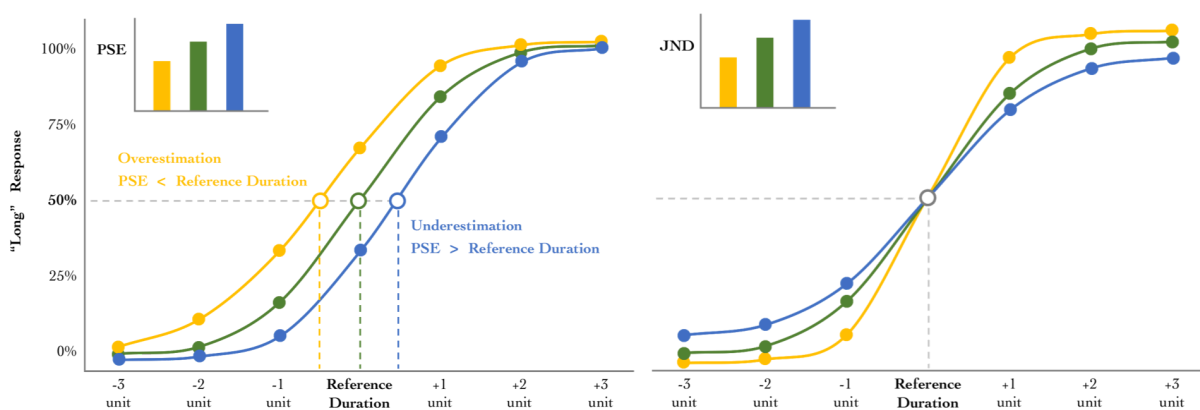 PSE
100%
75%
50%
25%
0%
"Long" Response
Overestimation
PSE < Reference Duration
Underestimation
PSE > Reference Duration
-3
unit
-2
unit
-1
unit
Reference
Duration
+1
unit
+2
unit
+3
unit
JND
-3
unit
-2
unit
-1
unit
Reference
Duration
+1
unit
+2
unit
+3
unit